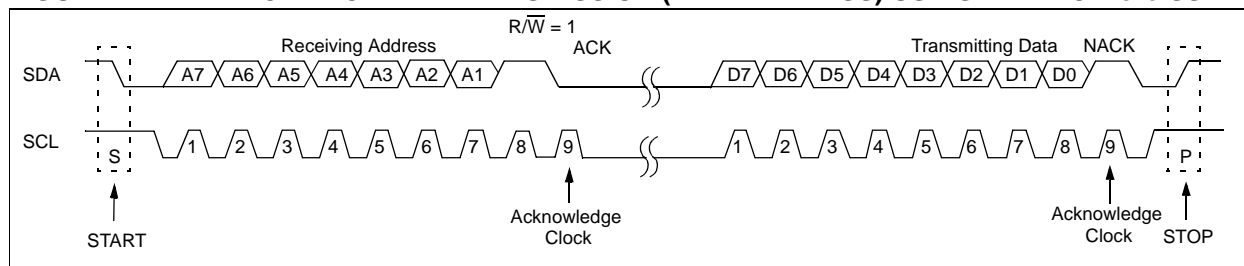 R/W = 1
Receiving Address
ACK
Transmitting Data
NACK
SDA
A7 A6 A5 A4 A3 A2 A1
D7 D6 D5 D4 D3 D2 D1 D0
SCL
S
1 2 3 4 5 6 7 8 9
1 2 3 4 5 6 7 8 9
P
START
Acknowledge
Clock
Acknowledge
Clock
STOP